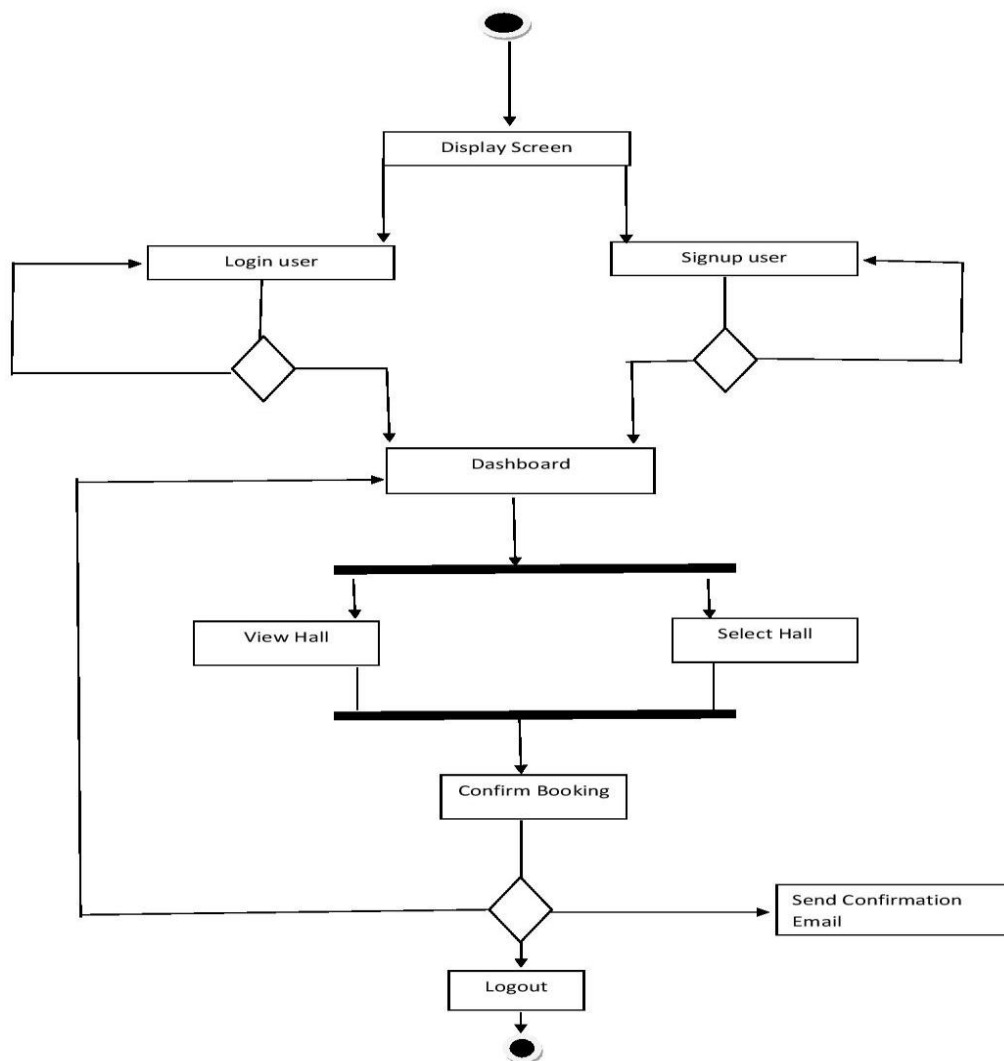 Display Screen
Login user
Signup user
Dashboard
View Hall
Select Hall
Confirm Booking
Send Confirmation
Email
Logout